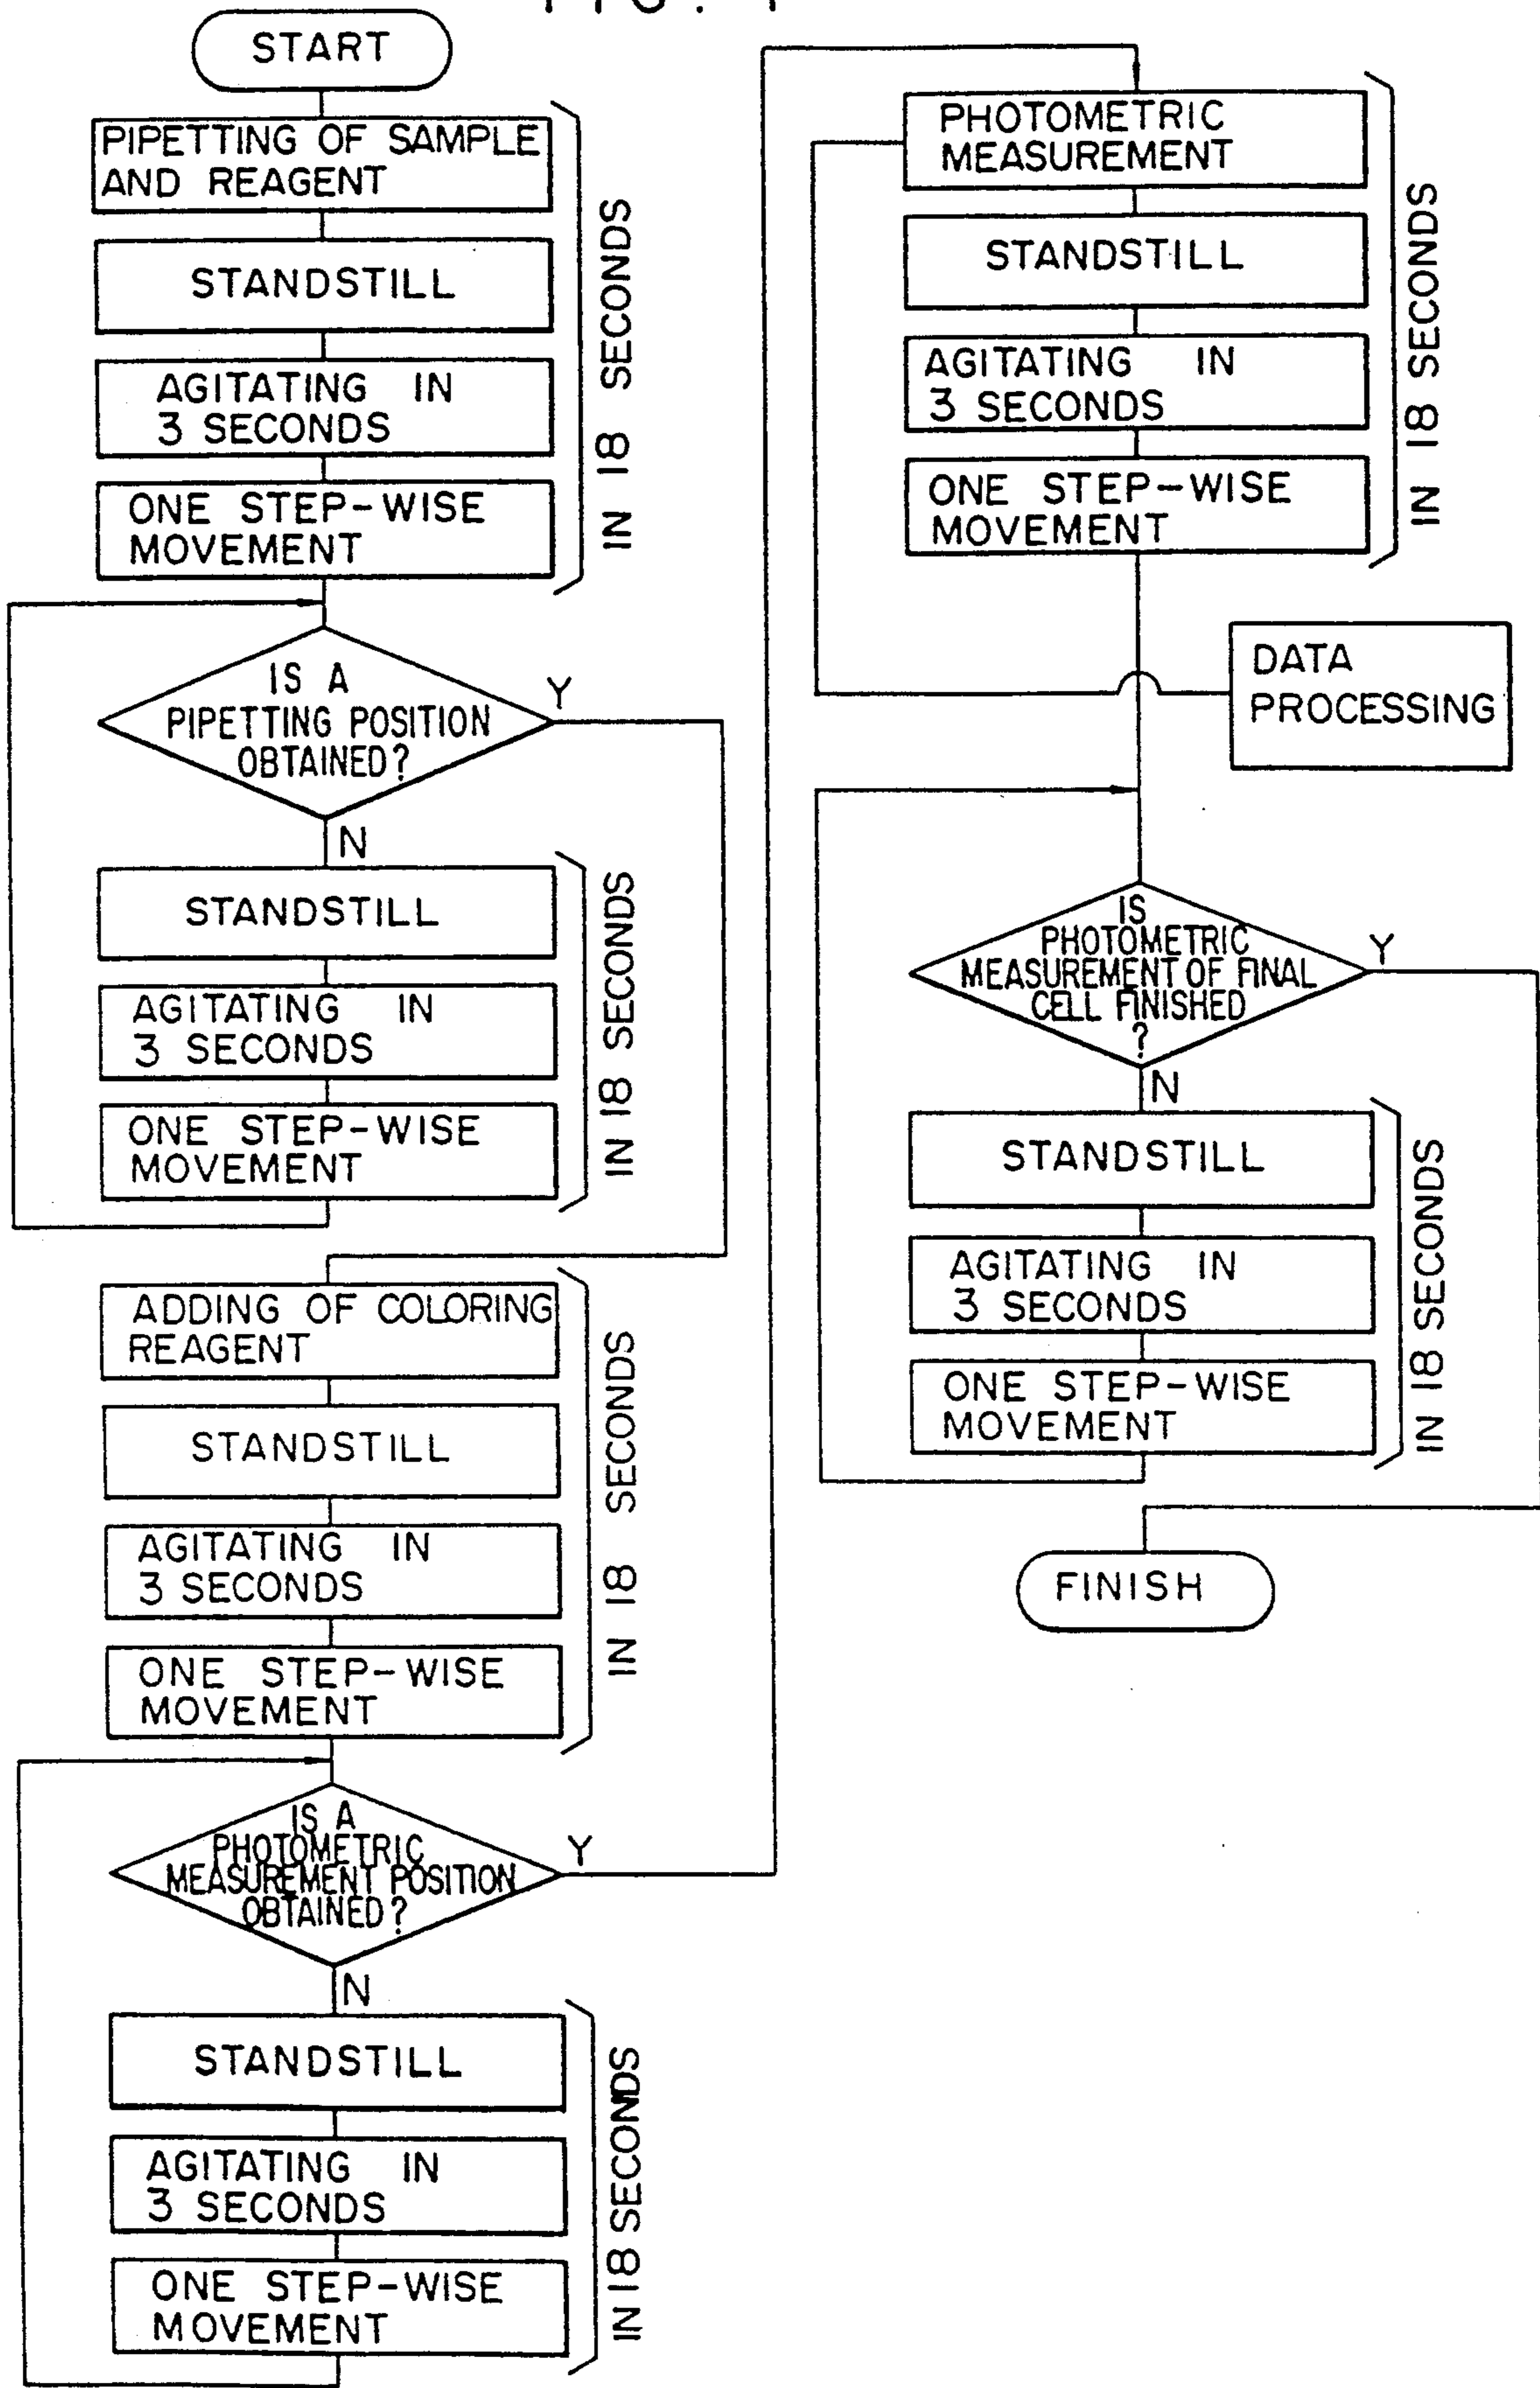 START
PIPETTING OF SAMPLE
AND REAGENT
STANDSTILL
AGITATING IN
3 SECONDS
ONE STEP-WISE
MOVEMENT
IN 18 SECONDS
IS A
PIPETTING POSITION
OBTAINED?
Y
N
STANDSTILL
AGITATING IN
3 SECONDS
ONE STEP-WISE
MOVEMENT
IN 18 SECONDS
ADDING OF COLORING
REAGENT
STANDSTILL
AGITATING IN
3 SECONDS
ONE STEP-WISE
MOVEMENT
IN 18 SECONDS
IS A
PHOTOMETRIC
MEASUREMENT POSITION
OBTAINED?
Y
N
STANDSTILL
AGITATING IN
3 SECONDS
ONE STEP-WISE
MOVEMENT
IN 18 SECONDS
PHOTOMETRIC
MEASUREMENT
STANDSTILL
AGITATING IN
3 SECONDS
ONE STEP-WISE
MOVEMENT
IN 18 SECONDS
DATA
PROCESSING
IS
PHOTOMETRIC
MEASUREMENT OF FINAL
CELL FINISHED
?
Y
N
STANDSTILL
AGITATING IN
3 SECONDS
ONE STEP-WISE
MOVEMENT
IN 18 SECONDS
FINISH